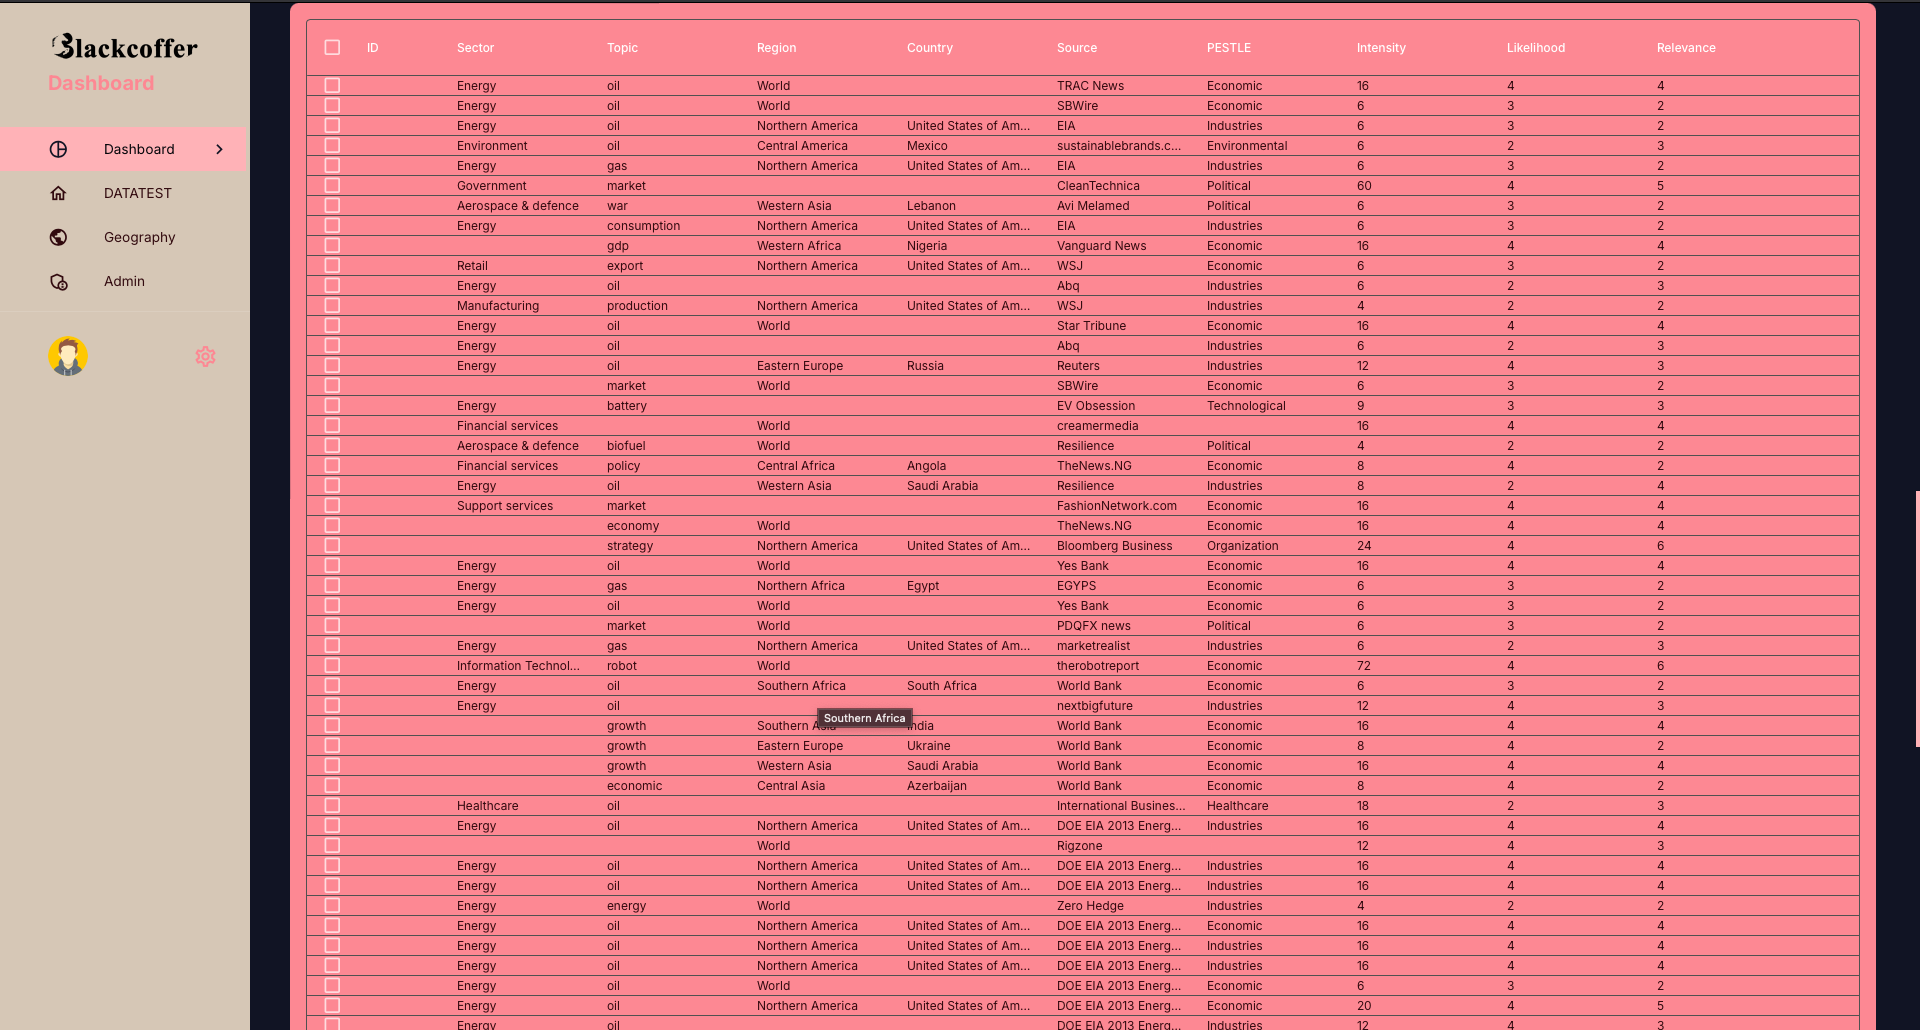 Blackcoffer
Dashboard
Dashboard
DATATEST
Geography
Admin
ID Sector Topic Region Country Source PESTLE Intensity Likelihood Relevance
Energy oil World TRAC News Economic 16 4 4
Energy oil World SBWire Economic 6 3 2
Energy oil Northern America United States of Am... EIA Industries 6 3 2
Environment oil Central America Mexico sustainablebrands.c... Environmental 6 2 3
Energy gas Northern America United States of Am... EIA Industries 6 3 2
Government market CleanTechnica Political 60 4 5
Aerospace & defence war Western Asia Lebanon Avi Melamed Political 6 3 2
Energy consumption Northern America United States of Am... EIA Industries 6 3 2
gdp Western Africa Nigeria Vanguard News Economic 16 4 4
Retail export Northern America United States of Am... WSJ Economic 6 3 2
Energy oil Abq Industries 6 2 3
Manufacturing production Northern America United States of Am... WSJ Industries 4 2 2
Energy oil World Star Tribune Economic 16 4 4
Energy oil Abq Industries 6 2 3
Energy oil Eastern Europe Russia Reuters Industries 12 4 3
market World SBWire Economic 6 3 2
Energy battery EV Obsession Technological 9 3 3
Financial services World creamermedia 16 4 4
Aerospace & defence biofuel World Resilience Political 4 2 2
Financial services policy Central Africa Angola TheNews.NG Economic 8 4 2
Energy oil Western Asia Saudi Arabia Resilience Industries 8 2 4
Support services market FashionNetwork.com Economic 16 4 4
economy World TheNews.NG Economic 16 4 4
strategy Northern America United States of Am... Bloomberg Business Organization 24 4 6
Energy oil World Yes Bank Economic 16 4 4
Energy gas Northern Africa Egypt EGYPS Economic 6 3 2
Energy oil World Yes Bank Economic 6 3 2
market World PDQFX news Political 6 3 2
Energy gas Northern America United States of Am... marketrealist Industries 6 2 3
Information Technol... robot World therobotreport Economic 72 4 6
Energy oil Southern Africa South Africa World Bank Economic 6 3 2
Energy oil nextbigfuture Industries 12 4 3
Southern Africa
growth Southern Asia India World Bank Economic 16 4 4
growth Eastern Europe Ukraine World Bank Economic 8 4 2
growth Western Asia Saudi Arabia World Bank Economic 16 4 4
economic Central Asia Azerbaijan World Bank Economic 8 4 2
Healthcare oil International Busines... Healthcare 18 2 3
Energy oil Northern America United States of Am... DOE EIA 2013 Energ... Industries 16 4 4
World Rigzone 12 4 3
Energy oil Northern America United States of Am... DOE EIA 2013 Energ... Industries 16 4 4
Energy oil Northern America United States of Am... DOE EIA 2013 Energ... Industries 16 4 4
Energy energy World Zero Hedge Industries 4 2 2
Energy oil Northern America United States of Am... DOE EIA 2013 Energ... Economic 16 4 4
Energy oil Northern America United States of Am... DOE EIA 2013 Energ... Industries 16 4 4
Energy oil Northern America United States of Am... DOE EIA 2013 Energ... Industries 16 4 4
Energy oil World DOE EIA 2013 Energ... Economic 6 3 2
Energy oil Northern America United States of Am... DOE EIA 2013 Energ... Economic 20 4 5
Energy oil DOE EIA 2013 Energ... Industries 12 4 3